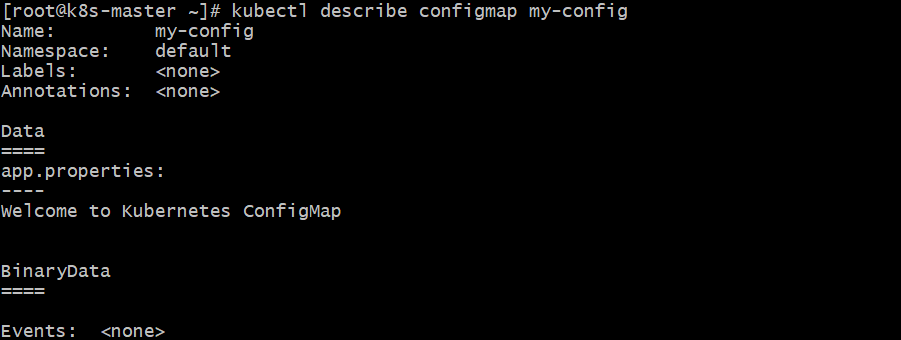 [root@k8s-master ~]# kubectl describe configmap my-config
Name:         my-config
Namespace:    default
Labels:       <none>
Annotations:  <none>

Data
====
app.properties:
----
Welcome to Kubernetes ConfigMap


BinaryData
====

Events:  <none>